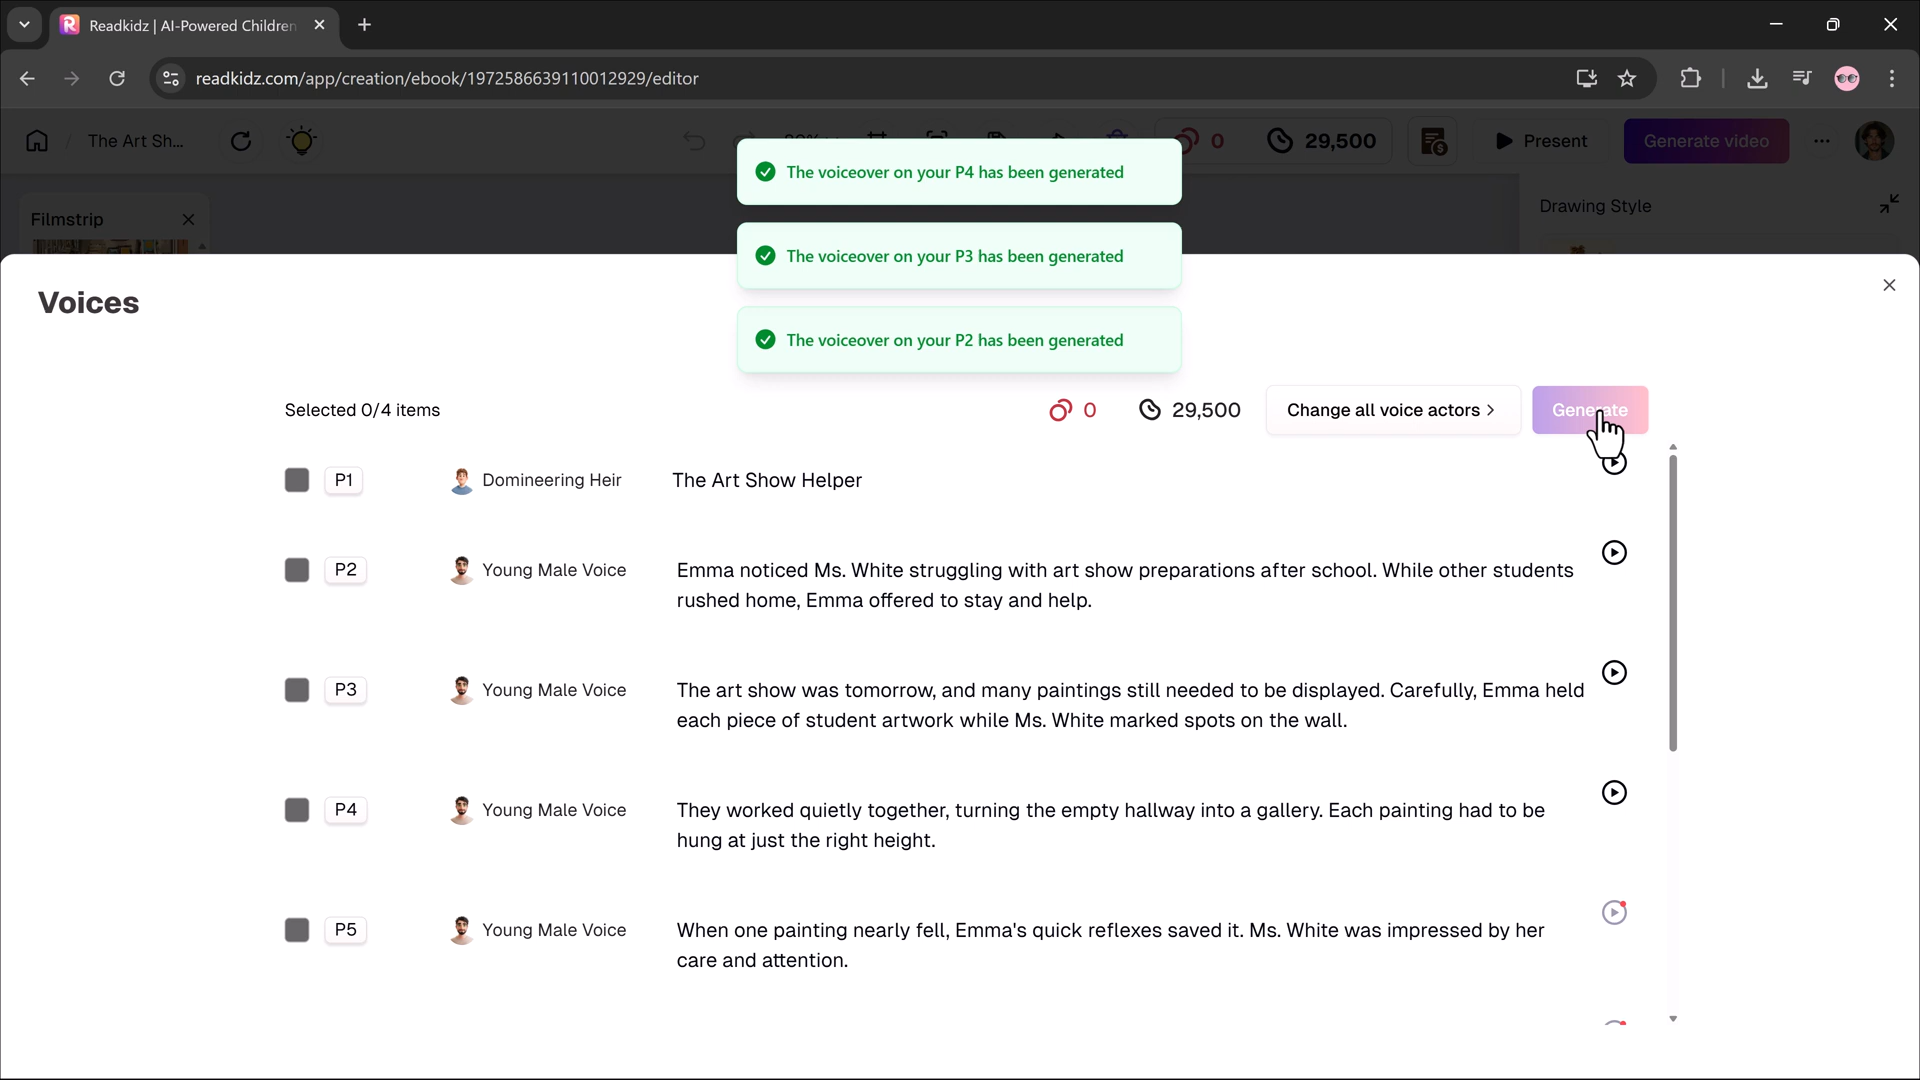 Readkidz | AI-Powered Children
readkidz.com/app/creation/ebook/1972586639110012929/editor
The Art Sh...
0
29,500
Present
Generate video
The voiceover on your P4 has been generated
Filmstrip
Drawing Style
The voiceover on your P3 has been generated
Voices
The voiceover on your P2 has been generated
Selected 0/4 items
0
29,500
Change all voice actors
Generate
P1
Domineering Heir
The Art Show Helper
P2
Young Male Voice
Emma noticed Ms. White struggling with art show preparations after school. While other students
rushed home, Emma offered to stay and help.
P3
Young Male Voice
The art show was tomorrow, and many paintings still needed to be displayed. Carefully, Emma held
each piece of student artwork while Ms. White marked spots on the wall.
P4
Young Male Voice
They worked quietly together, turning the empty hallway into a gallery. Each painting had to be
hung at just the right height.
P5
Young Male Voice
When one painting nearly fell, Emma's quick reflexes saved it. Ms. White was impressed by her
care and attention.